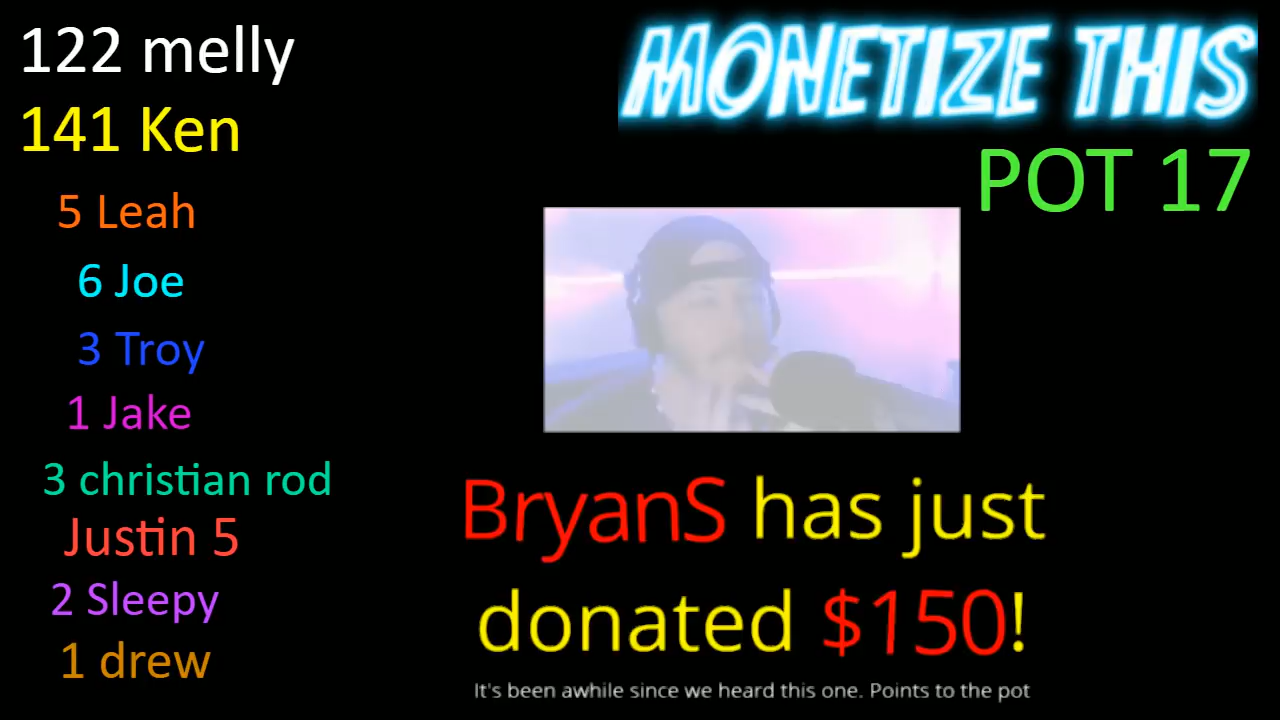 122 melly
141 Ken
5 Leah
6 Joe
3 Troy
1 Jake
3 christian rod
Justin 5
2 Sleepy
1 drew
MONETIZE THIS
POT 17
BryanS has just
donated $150!
It's been awhile since we heard this one. Points to the pot